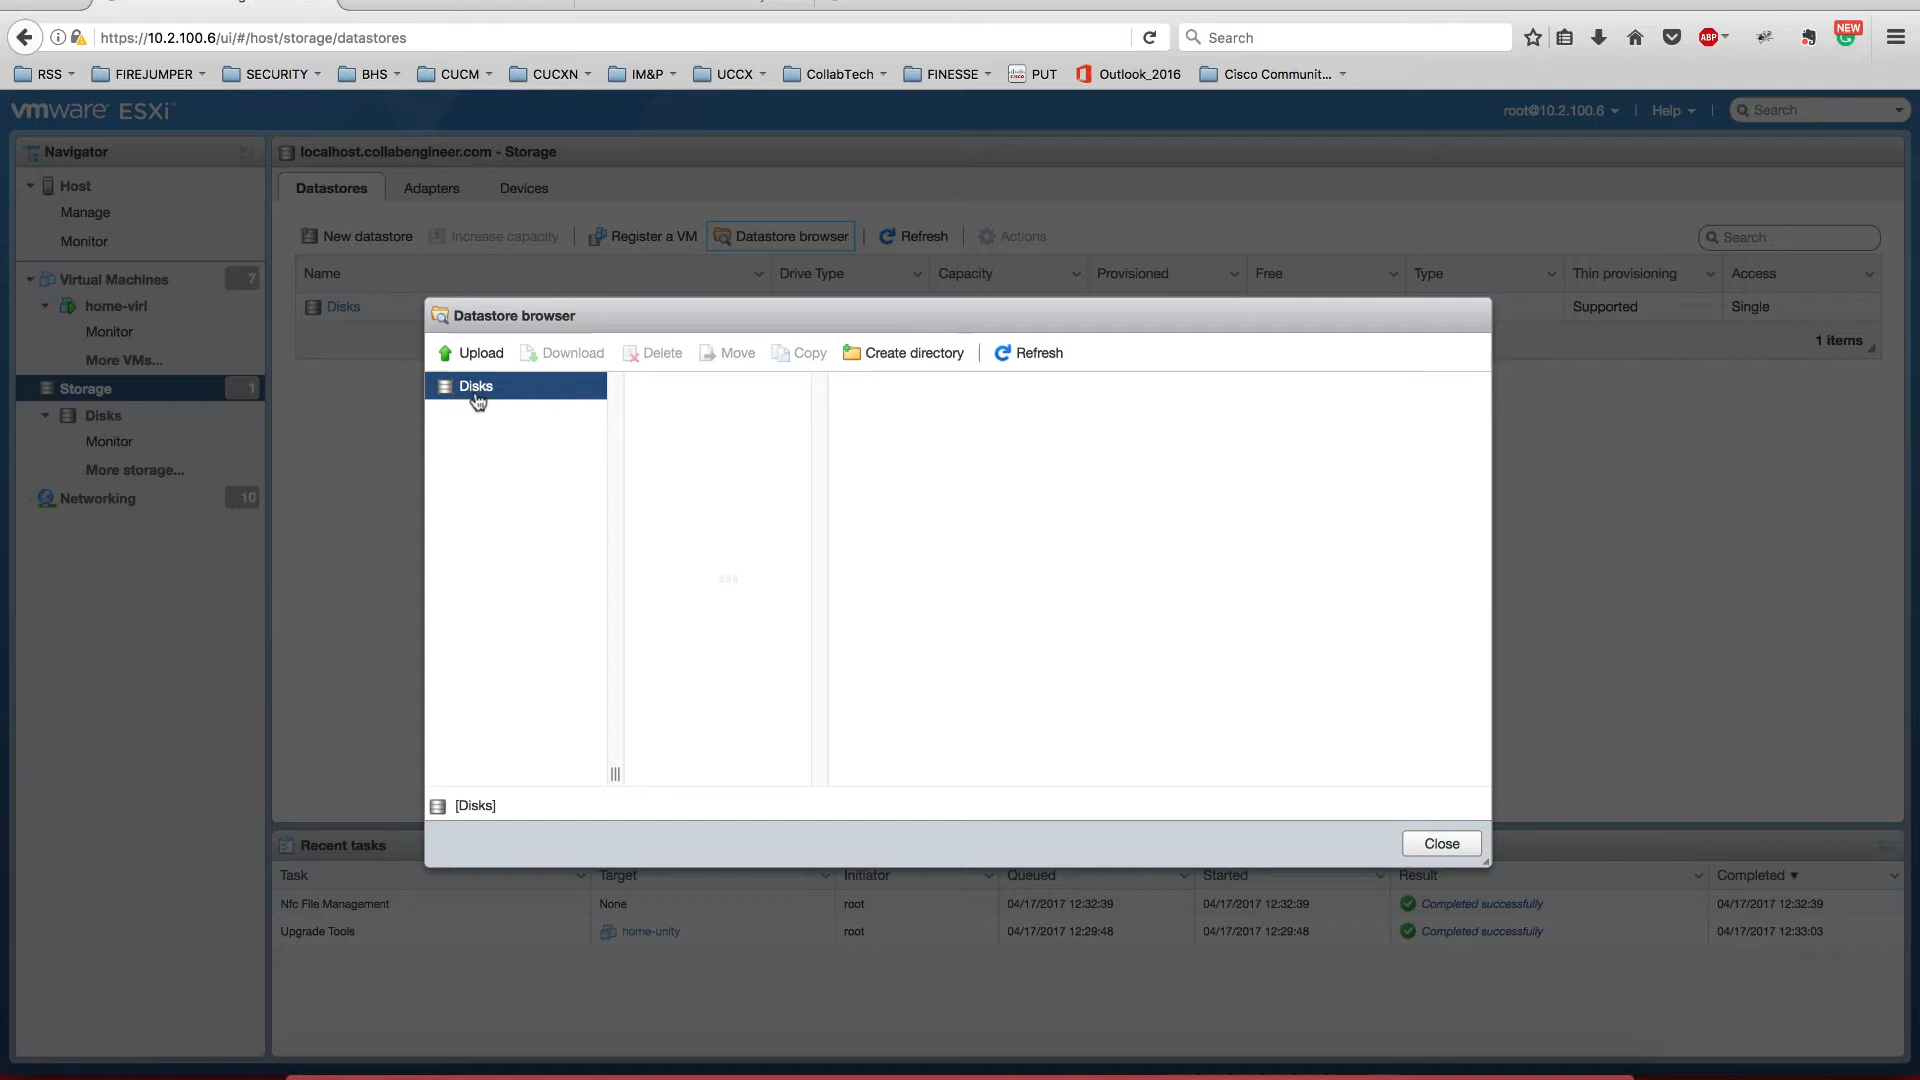 https://10.2.100.6/ui/#/host/storage/datastores
Search
ABP
NEW
RSS
FIREJUMPER
SECURITY
BHS
CUCM
CUCXN
IM&P
UCCX
CollabTech
FINESSE
PUT
Outlook_2016
Cisco Communit...
vmware ESXi™
root@10.2.100.6
Help
Search
Navigator
Host
Manage
Monitor
Virtual Machines 7
home-virl
Monitor
More VMs...
Storage 1
Disks
Monitor
More storage...
Networking 10
localhost.collabengineer.com - Storage
Datastores Adapters Devices
New datastore Increase capacity Register a VM Datastore browser Refresh Actions Search
Name Drive Type Capacity Provisioned Free Type Thin provisioning Access
Disks Supported Single
1 items
Datastore browser
Upload Download Delete Move Copy Create directory Refresh
Disks
[Disks]
Close
Recent tasks
Task Target Initiator Queued Started Result Completed ▼
Nfc File Management None root 04/17/2017 12:32:39 04/17/2017 12:32:39 Completed successfully 04/17/2017 12:32:39
Upgrade Tools home-unity root 04/17/2017 12:29:48 04/17/2017 12:29:48 Completed successfully 04/17/2017 12:33:03